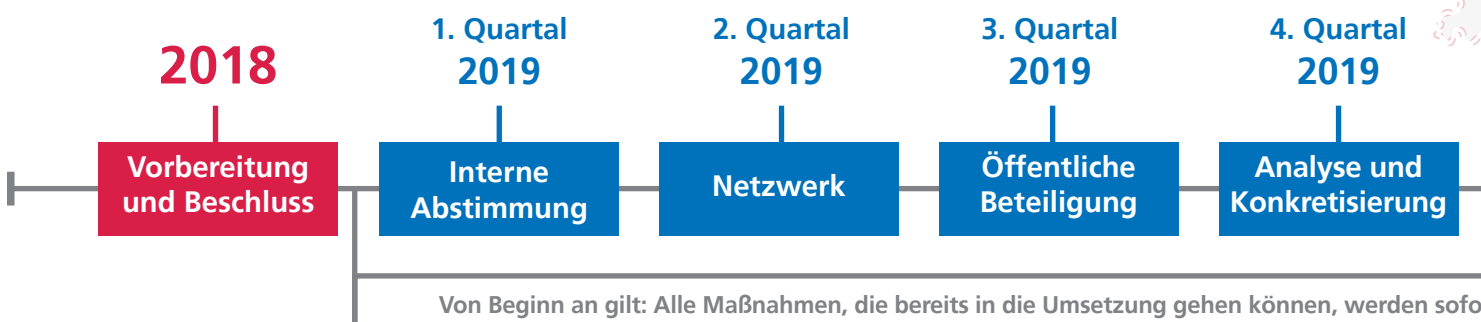 2018
Vorbereitung
und Beschluss
1. Quartal
2019
Interne
Abstimmung
2. Quartal
2019
Netzwerk
3. Quartal
2019
Öffentliche
Beteiligung
4. Quartal
2019
Analyse und
Konkretisierung
Von Beginn an gilt: Alle Maßnahmen, die bereits in die Umsetzung gehen können, werden sofo